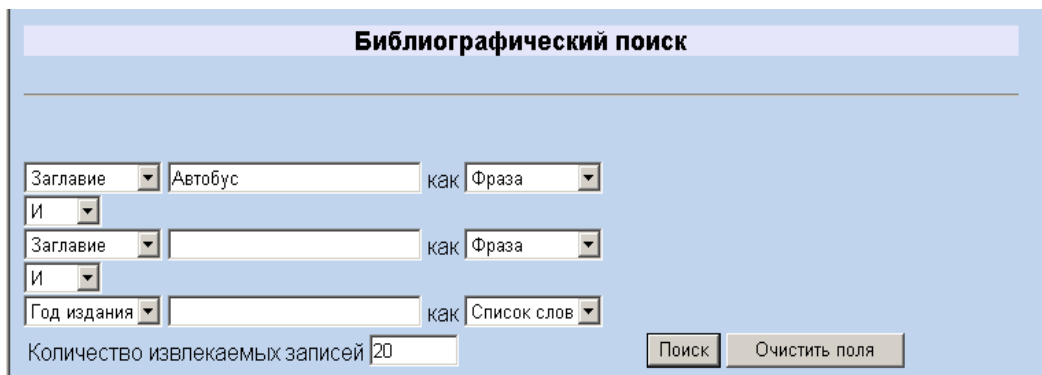 Библиографический поиск
Заглавие Автобус как Фраза
И
Заглавие как Фраза
И
Год издания как Список слов
Количество извлекаемых записей 20 Поиск Очистить поля